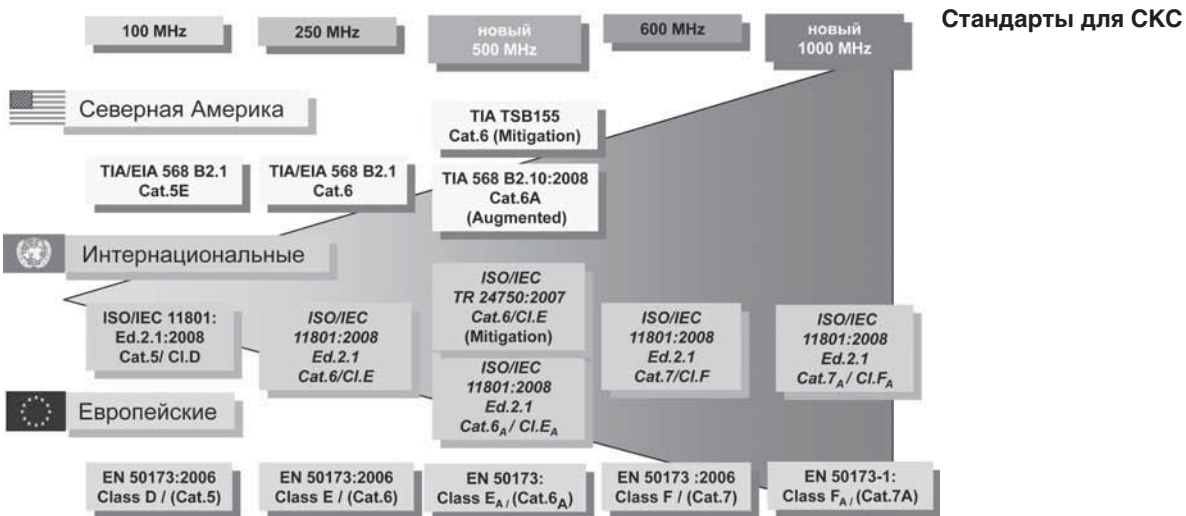 Стандарты для СКС
100 MHz
250 MHz
новый
500 MHz
600 MHz
новый
1000 MHz
Северная Америка
TIA TSB155
Cat.6 (Mitigation)
TIA/EIA 568 B2.1
Cat.5E
TIA/EIA 568 B2.1
Cat.6
TIA 568 B2.10:2008
Cat.6A
(Augmented)
Интернациональные
ISO/IEC 11801:
Ed.2.1:2008
Cat.5/ Cl.D
ISO/IEC
11801:2008
Ed.2.1
Cat.6/Cl.E
ISO/IEC
TR 24750:2007
Cat.6/Cl.E
(Mitigation)
ISO/IEC
11801:2008
Ed.2.1
Cat.6A / Cl.EA
ISO/IEC
11801:2008
Ed.2.1
Cat.7/Cl.F
ISO/IEC
11801:2008
Ed.2.1
Cat.7A / Cl.FA
Европейские
EN 50173:2006
Class D / (Cat.5)
EN 50173:2006
Class E / (Cat.6)
EN 50173:
Class EA / (Cat.6A)
EN 50173 :2006
Class F / (Cat.7)
EN 50173-1:
Class FA / (Cat.7A)